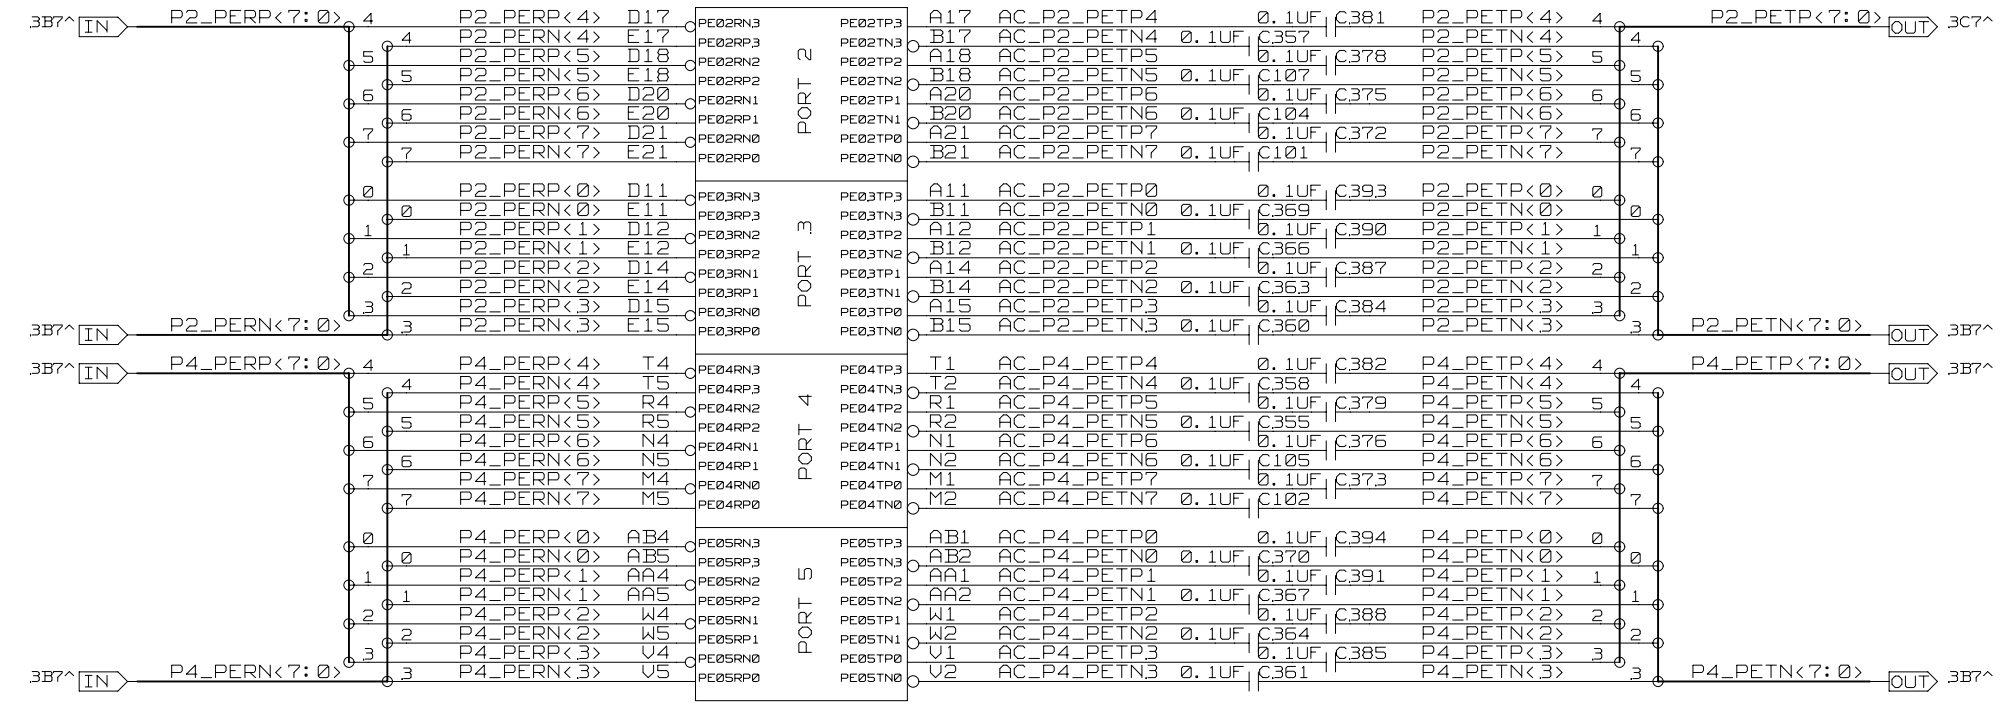 .3B7^ IN P2_PERP<7:0> 4 P2_PERP<4> D17 PE02RN3 PE02TP3 A17 AC_P2_PETP4 0.1UF C381 P2_PETP<4> 4 P2_PETP<7:0> OUT .3C7^
4 P2_PERN<4> E17 PE02RP3 PE02TN3 B17 AC_P2_PETN4 0.1UF C357 P2_PETN<4> 4
5 P2_PERP<5> D18 PE02RN2 PE02TP2 A18 AC_P2_PETP5 0.1UF C378 P2_PETP<5> 5
5 P2_PERN<5> E18 PE02RP2 PE02TN2 B18 AC_P2_PETN5 0.1UF C107 P2_PETN<5> 5
6 P2_PERP<6> D20 PE02RN1 PE02TP1 A20 AC_P2_PETP6 0.1UF C375 P2_PETP<6> 6
6 P2_PERN<6> E20 PE02RP1 PE02TN1 B20 AC_P2_PETN6 0.1UF C104 P2_PETN<6> 6
7 P2_PERP<7> D21 PE02RN0 PE02TP0 A21 AC_P2_PETP7 0.1UF C372 P2_PETP<7> 7
7 P2_PERN<7> E21 PE02RP0 PE02TN0 B21 AC_P2_PETN7 0.1UF C101 P2_PETN<7> 7
PORT 2
0 P2_PERP<0> D11 PE03RN3 PE03TP3 A11 AC_P2_PETP0 0.1UF C393 P2_PETP<0> 0
0 P2_PERN<0> E11 PE03RP3 PE03TN3 B11 AC_P2_PETN0 0.1UF C369 P2_PETN<0> 0
1 P2_PERP<1> D12 PE03RN2 PE03TP2 A12 AC_P2_PETP1 0.1UF C390 P2_PETP<1> 1
1 P2_PERN<1> E12 PE03RP2 PE03TN2 B12 AC_P2_PETN1 0.1UF C366 P2_PETN<1> 1
2 P2_PERP<2> D14 PE03RN1 PE03TP1 A14 AC_P2_PETP2 0.1UF C387 P2_PETP<2> 2
2 P2_PERN<2> E14 PE03RP1 PE03TN1 B14 AC_P2_PETN2 0.1UF C363 P2_PETN<2> 2
3 P2_PERP<3> D15 PE03RN0 PE03TP0 A15 AC_P2_PETP3 0.1UF C384 P2_PETP<3> 3
.3B7^ IN P2_PERN<7:0> 3 P2_PERN<3> E15 PE03RP0 PE03TN0 B15 AC_P2_PETN3 0.1UF C360 P2_PETN<3> 3 P2_PETN<7:0> OUT .3B7^
PORT 3
.3B7^ IN P4_PERP<7:0> 4 P4_PERP<4> T4 PE04RN3 PE04TP3 T1 AC_P4_PETP4 0.1UF C382 P4_PETP<4> 4 P4_PETP<7:0> OUT .3B7^
4 P4_PERN<4> T5 PE04RP3 PE04TN3 T2 AC_P4_PETN4 0.1UF C358 P4_PETN<4> 4
5 P4_PERP<5> R4 PE04RN2 PE04TP2 R1 AC_P4_PETP5 0.1UF C379 P4_PETP<5> 5
5 P4_PERN<5> R5 PE04RP2 PE04TN2 R2 AC_P4_PETN5 0.1UF C355 P4_PETN<5> 5
6 P4_PERP<6> N4 PE04RN1 PE04TP1 N1 AC_P4_PETP6 0.1UF C376 P4_PETP<6> 6
6 P4_PERN<6> N5 PE04RP1 PE04TN1 N2 AC_P4_PETN6 0.1UF C105 P4_PETN<6> 6
7 P4_PERP<7> M4 PE04RN0 PE04TP0 M1 AC_P4_PETP7 0.1UF C373 P4_PETP<7> 7
7 P4_PERN<7> M5 PE04RP0 PE04TN0 M2 AC_P4_PETN7 0.1UF C102 P4_PETN<7> 7
PORT 4
0 P4_PERP<0> AB4 PE05RN3 PE05TP3 AB1 AC_P4_PETP0 0.1UF C394 P4_PETP<0> 0
0 P4_PERN<0> AB5 PE05RP3 PE05TN3 AB2 AC_P4_PETN0 0.1UF C370 P4_PETN<0> 0
1 P4_PERP<1> AA4 PE05RN2 PE05TP2 AA1 AC_P4_PETP1 0.1UF C391 P4_PETP<1> 1
1 P4_PERN<1> AA5 PE05RP2 PE05TN2 AA2 AC_P4_PETN1 0.1UF C367 P4_PETN<1> 1
2 P4_PERP<2> W4 PE05RN1 PE05TP1 W1 AC_P4_PETP2 0.1UF C388 P4_PETP<2> 2
2 P4_PERN<2> W5 PE05RP1 PE05TN1 W2 AC_P4_PETN2 0.1UF C364 P4_PETN<2> 2
3 P4_PERP<3> V4 PE05RN0 PE05TP0 V1 AC_P4_PETP3 0.1UF C385 P4_PETP<3> 3
.3B7^ IN P4_PERN<7:0> 3 P4_PERN<3> V5 PE05RP0 PE05TN0 V2 AC_P4_PETN3 0.1UF C361 P4_PETN<3> 3 P4_PETN<7:0> OUT .3B7^
PORT 5